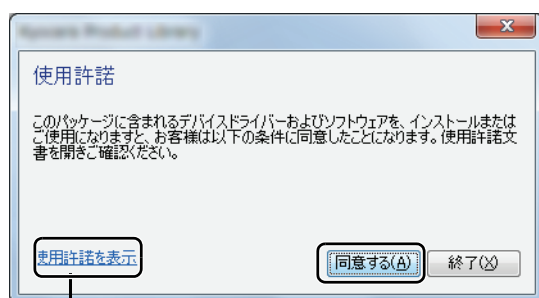 使用許諾
このパッケージに含まれるデバイスドライバーおよびソフトウェアを、インストールまたは
ご使用になりますと、お客様は以下の条件に同意したことになります。使用許諾文
書を開きご確認ください。
使用許諾を表示
同意する(A)
終了(X)